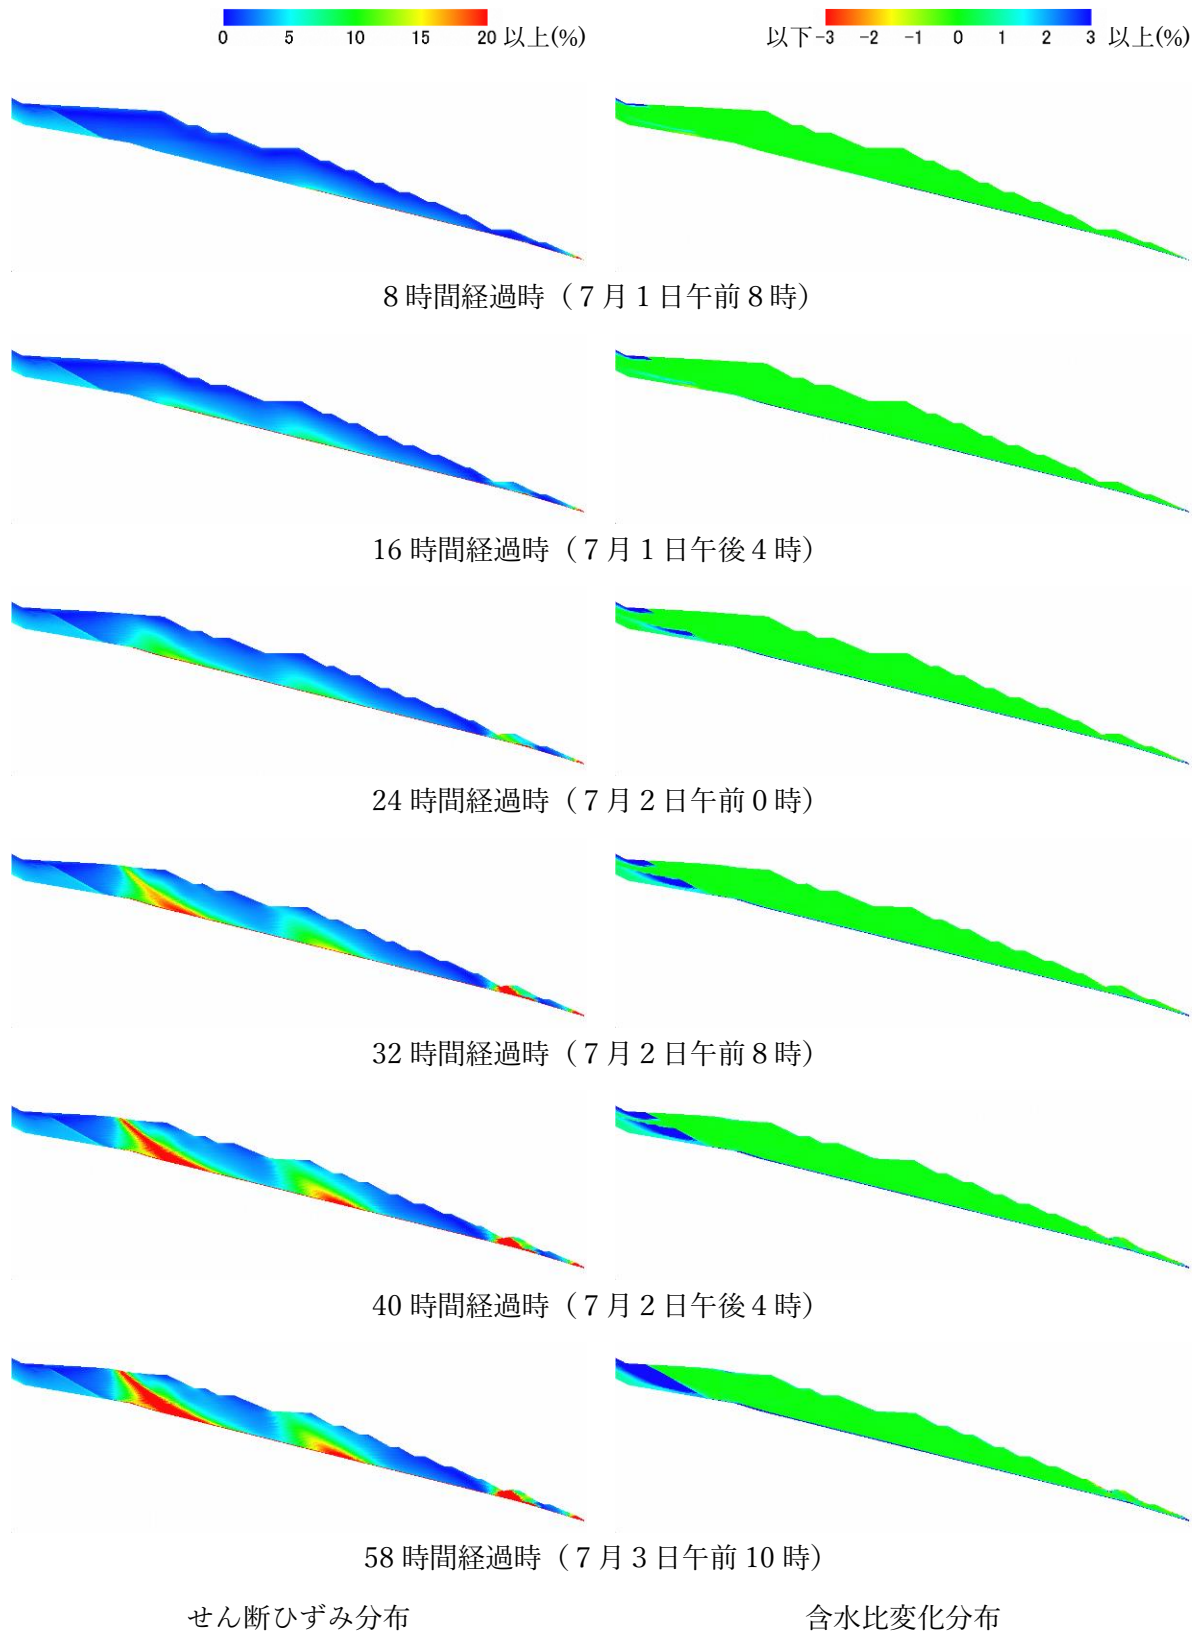 0 5 10 15 20 以上(%)
以下 -3 -2 -1 0 1 2 3 以上(%)
8 時間経過時（７月１日午前８時）
16 時間経過時（７月１日午後４時）
24 時間経過時（７月２日午前０時）
32 時間経過時（７月２日午前８時）
40 時間経過時（７月２日午後４時）
58 時間経過時（７月３日午前 10 時）
せん断ひずみ分布
含水比変化分布